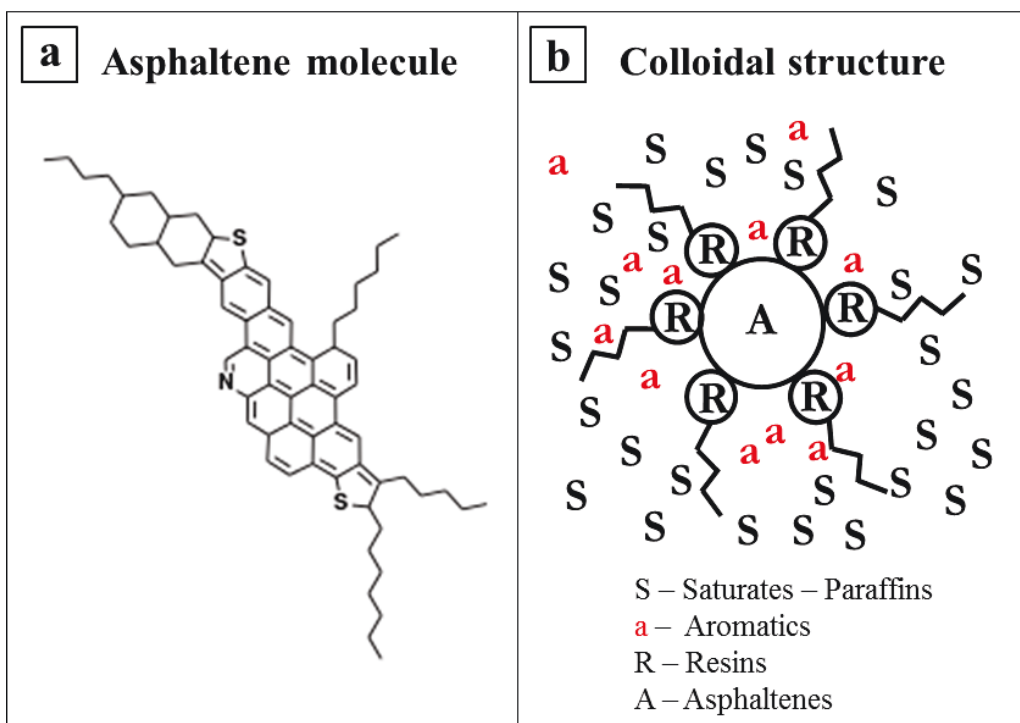 a Asphaltene molecule
S
N
S
b Colloidal structure
a
S
S
S
a
S
S
S
S
R
a
R
a
a
a
S
S
R
A
R
S
S
S
a
S
a
R
R
a
S
S
S
S
a
a
a
S
S
S
S
S
S
S
S
S
S
S
S – Saturates – Paraffins
a – Aromatics
R – Resins
A – Asphaltenes